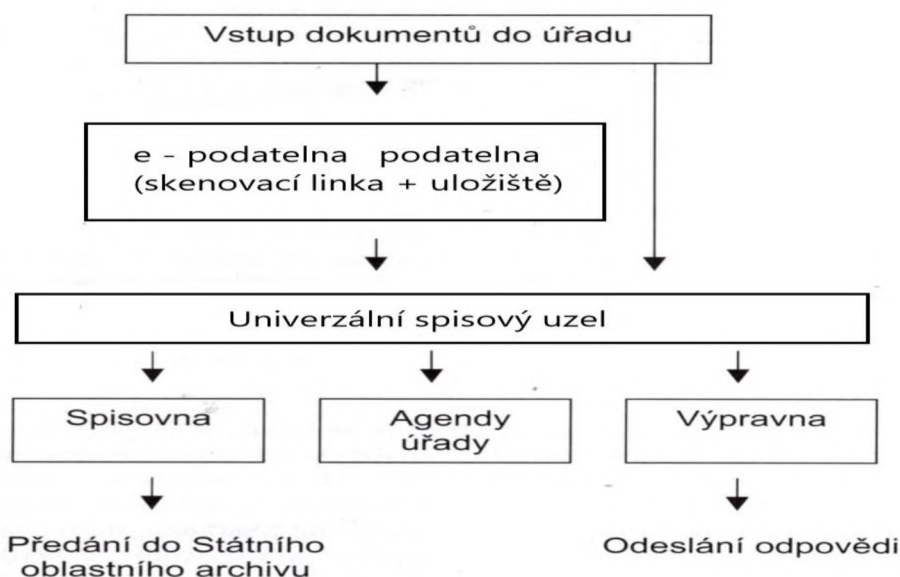 Vstup dokumentů do úřadu
e - podatelna podatelna
(skenovací linka + uložiště)
Univerzální spisový uzel
Spisovna
Agendy
úřady
Výpravna
Předání do Státního
oblastního archivu
Odeslání odpovědi